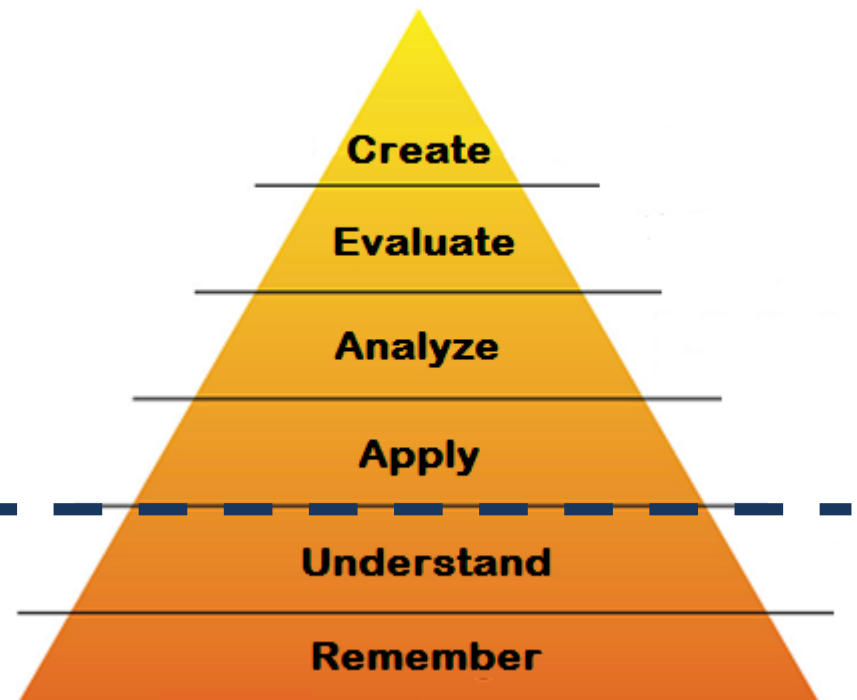 Create
Evaluate
Analyze
Apply
Understand
Remember